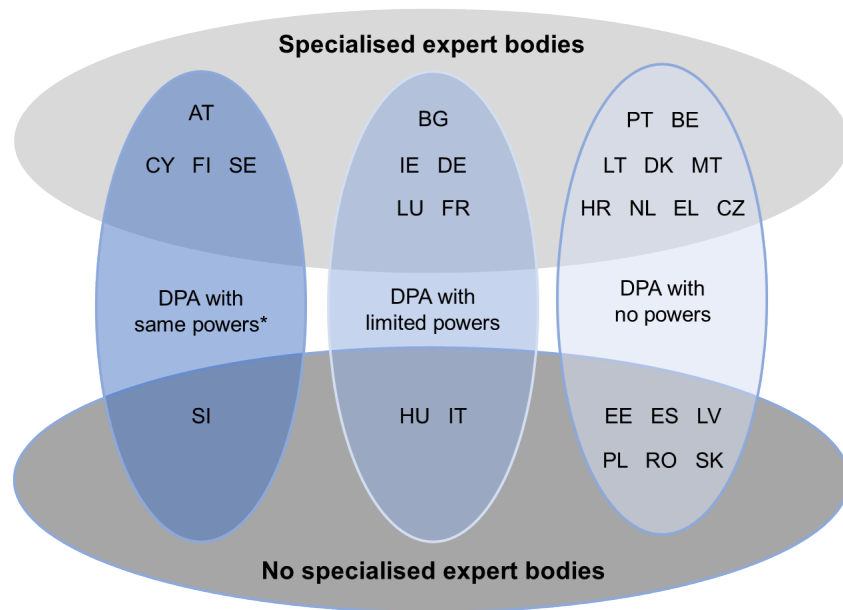 Specialised expert bodies
AT
CY FI SE
BG
IE DE
LU FR
PT BE
LT DK MT
HR NL EL CZ
DPA with
same powers*
DPA with
limited powers
DPA with
no powers
SI
HU IT
EE ES LV
PL RO SK
No specialised expert bodies